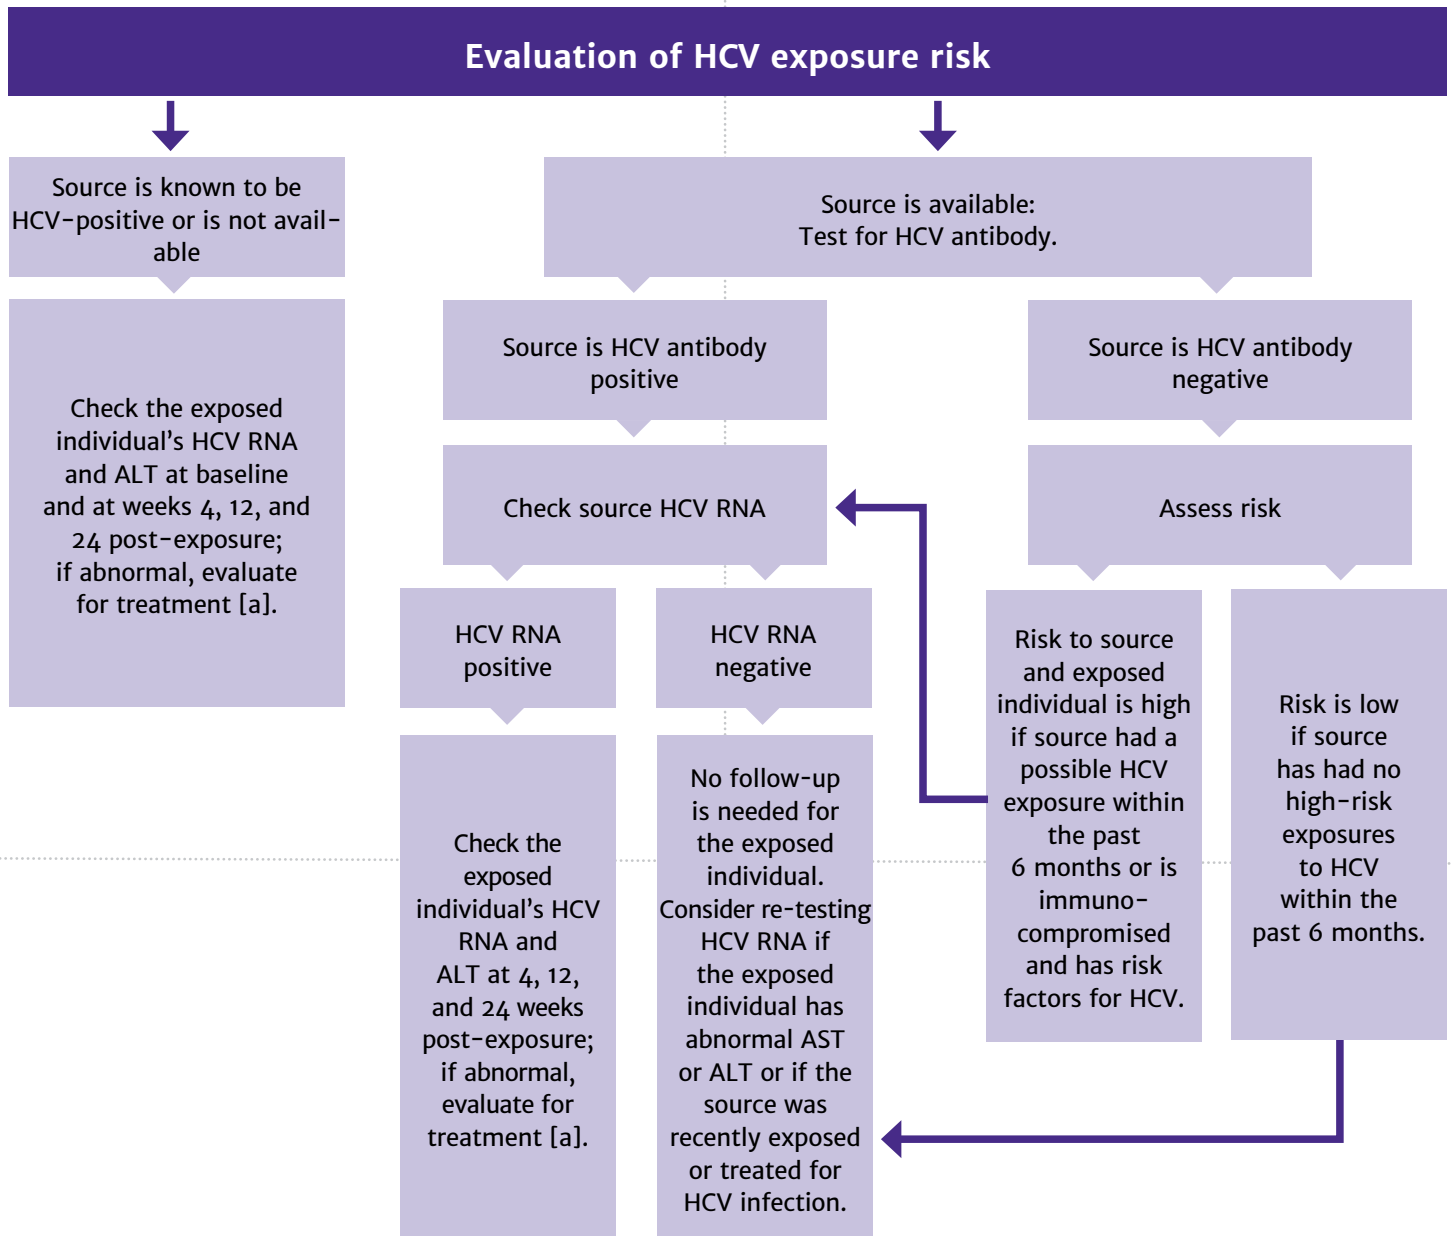 Evaluation of HCV exposure risk
Source is known to be
HCV-positive or is not avail-
able
Check the exposed
individual’s HCV RNA
and ALT at baseline
and at weeks 4, 12, and
24 post-exposure;
if abnormal, evaluate
for treatment [a].
Source is available:
Test for HCV antibody.
Source is HCV antibody
positive
Check source HCV RNA
HCV RNA
positive
Check the
exposed
individual’s HCV
RNA and
ALT at 4, 12,
and 24 weeks
post-exposure;
if abnormal,
evaluate for
treatment [a].
HCV RNA
negative
No follow-up
is needed for
the exposed
individual.
Consider re-testing
HCV RNA if
the exposed
individual has
abnormal AST
or ALT or if the
source was
recently exposed
or treated for
HCV infection.
Source is HCV antibody
negative
Assess risk
Risk to source
and exposed
individual is high
if source had a
possible HCV
exposure within
the past
6 months or is
immuno-
compromised
and has risk
factors for HCV.
Risk is low
if source
has had no
high-risk
exposures
to HCV
within the
past 6 months.